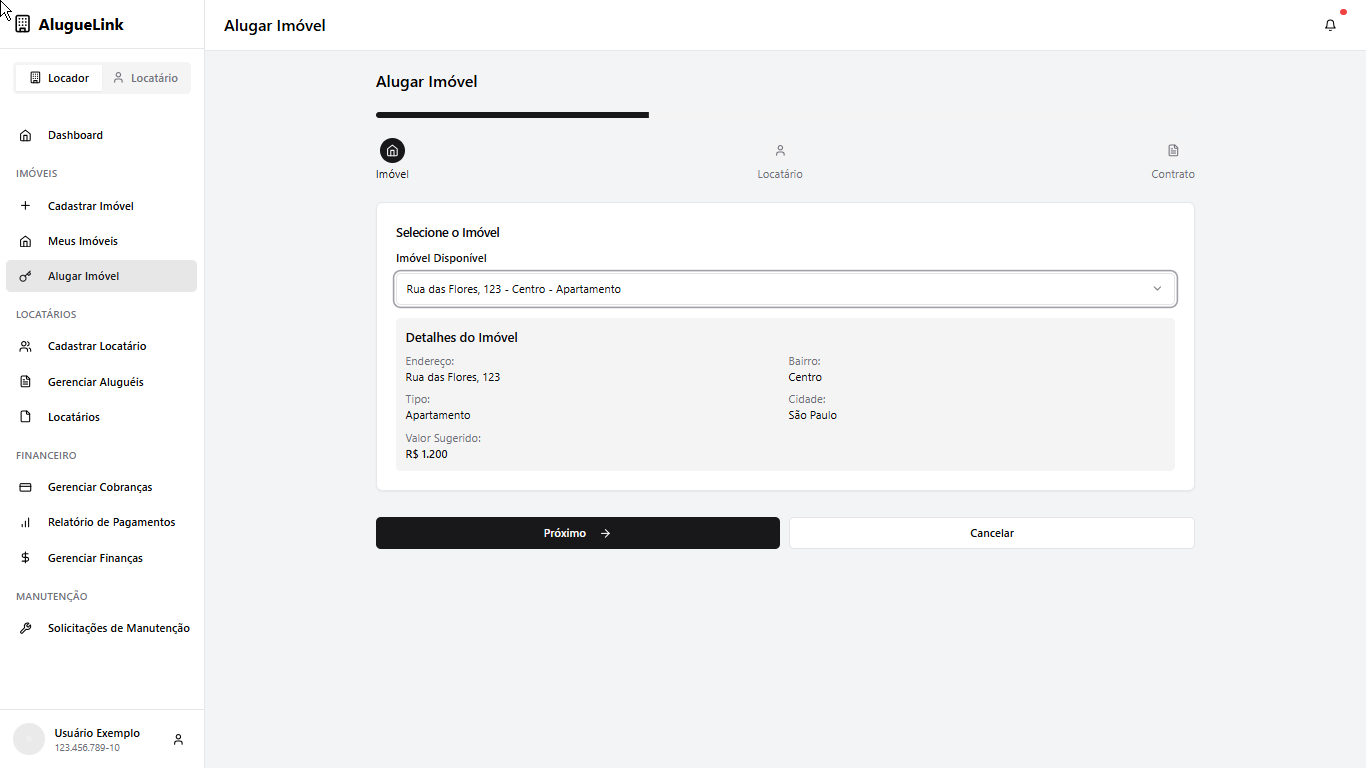 AlugueLink
Alugar Imóvel
Locador
Locatário
Dashboard
IMÓVEIS
Cadastrar Imóvel
Meus Imóveis
Alugar Imóvel
LOCATÁRIOS
Cadastrar Locatário
Gerenciar Aluguéis
Locatários
FINANCEIRO
Gerenciar Cobranças
Relatório de Pagamentos
Gerenciar Finanças
MANUTENÇÃO
Solicitações de Manutenção
Usuário Exemplo
123.456.789-10
Alugar Imóvel
Imóvel
Locatário
Contrato
Selecione o Imóvel
Imóvel Disponível
Rua das Flores, 123 - Centro - Apartamento
Detalhes do Imóvel
Endereço:
Rua das Flores, 123
Bairro:
Centro
Tipo:
Apartamento
Cidade:
São Paulo
Valor Sugerido:
R$ 1.200
Próximo
Cancelar